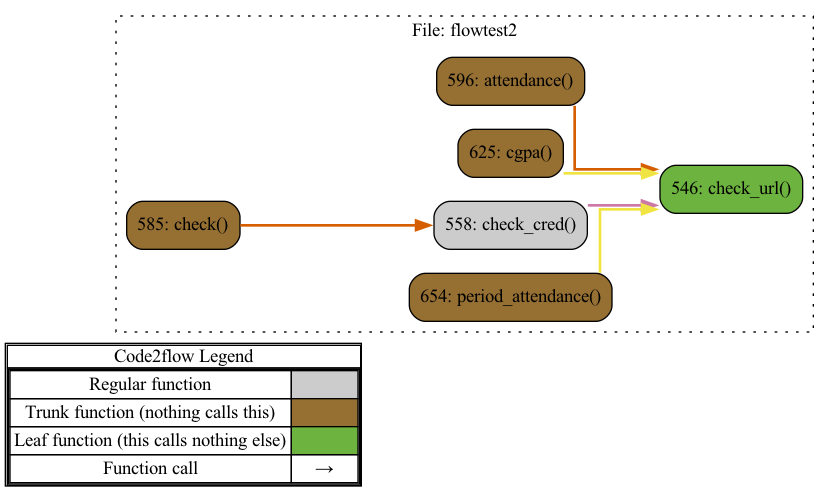 File: flowtest2
596: attendance()
625: cgpa()
546: check_url()
585: check()
558: check_cred()
654: period_attendance()
Code2flow Legend
Regular function
Trunk function (nothing calls this)
Leaf function (this calls nothing else)
Function call →